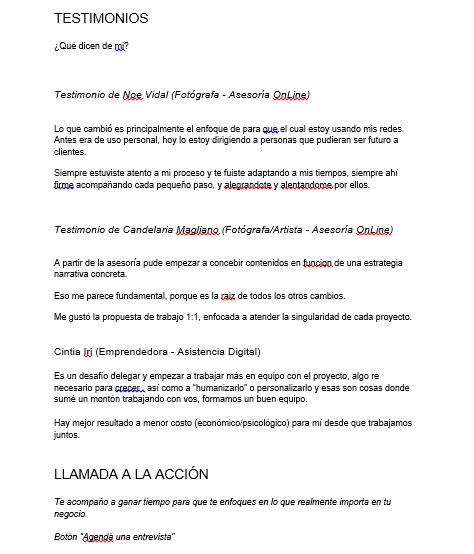 TESTIMONIOS
¿Qué dicen de mj?
Testimonio de Noe Vidal (Fotógrafa - Asesoría OnLine)
Lo que cambió es principalmente el enfoque de para que el cual estoy usando mis redes.
Antes era de uso personal, hoy lo estoy dirigiendo a personas que pudieran ser futuro a
clientes.
Siempre estuviste atento a mi proceso y te fuiste adaptando a mis tiempos, siempre ahí
firme acompañando cada pequeño paso, y alegrandote y alentandome por ellos.
Testimonio de Candelaria Magliano (Fotógrafa/Artista - Asesoría OnLine)
A partir de la asesoría pude empezar a concebir contenidos en funcion de una estrategia
narrativa concreta.
Eso me parece fundamental, porque es la raiz de todos los otros cambios.
Me gustó la propuesta de trabajo 1:1, enfocada a atender la singularidad de cada proyecto.
Cintia Iri (Emprendedora - Asistencia Digital)
Es un desafío delegar y empezar a trabajar más en equipo con el proyecto, algo re
necesario para crecer, así como a "humanizarlo" o personalizarlo y esas son cosas donde
sumé un montón trabajando con vos, formamos un buen equipo.
Hay mejor resultado a menor costo (económico/psicológico) para mí desde que trabajamos
juntos.
LLAMADA A LA ACCIÓN
Te acompaño a ganar tiempo para que te enfoques en lo que realmente importa en tu
negocio.
Botón "Agenda una entrevista"